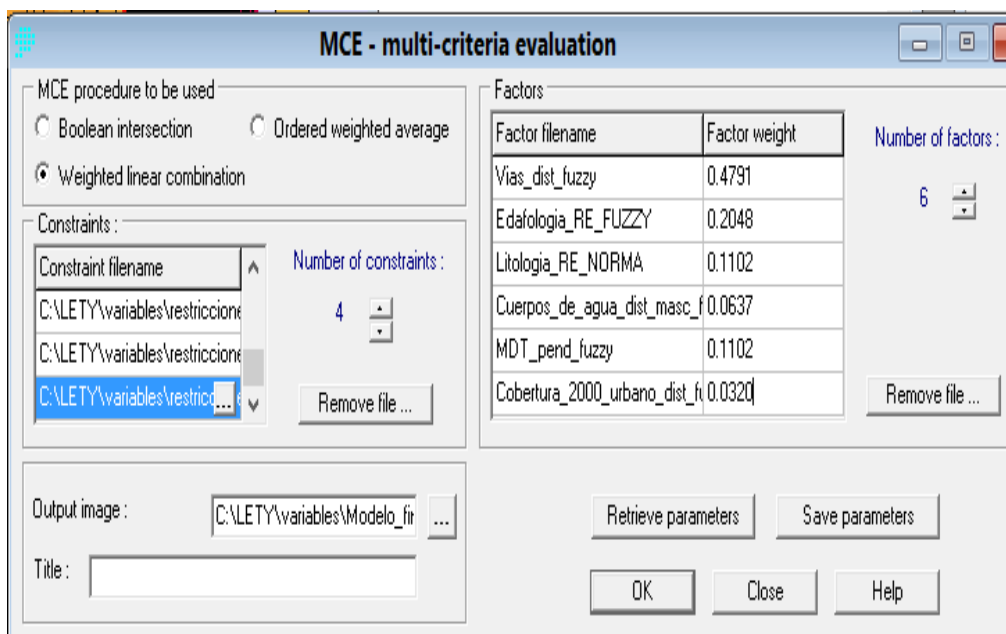 MCE - multi-criteria evaluation
MCE procedure to be used
Boolean intersection
Ordered weighted average
Weighted linear combination
Constraints :
Constraint filename
C:\LETY\variables\restriccione
C:\LETY\variables\restriccione
C:\LETY\variables\restricc ...
Number of constraints :
4
Remove file ...
Factors
Factor filename Factor weight
Vias_dist_fuzzy 0.4791
Edafologia_RE_FUZZY 0.2048
Litologia_RE_NORMA 0.1102
Cuerpos_de_agua_dist_masc_f 0.0637
MDT_pend_fuzzy 0.1102
Cobertura_2000_urbano_dist_fu 0.0320
Number of factors :
6
Remove file ...
Output image : C:\LETY\variables\Modelo_fir ...
Title :
Retrieve parameters Save parameters
OK Close Help